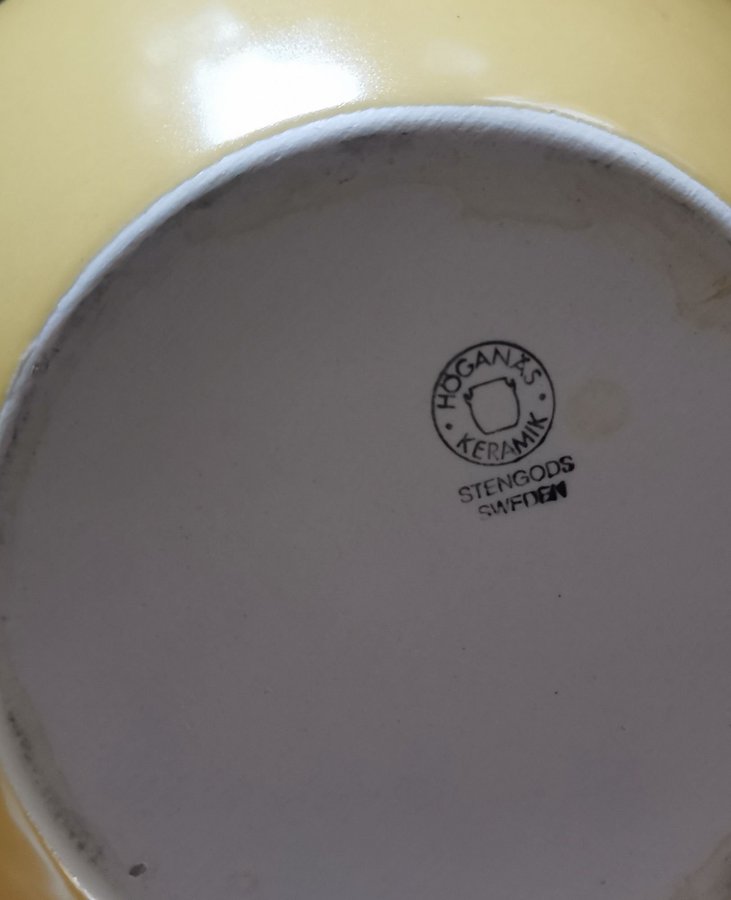 HÖGANÄS
KERAMIK
STENGODS
SWEDEN